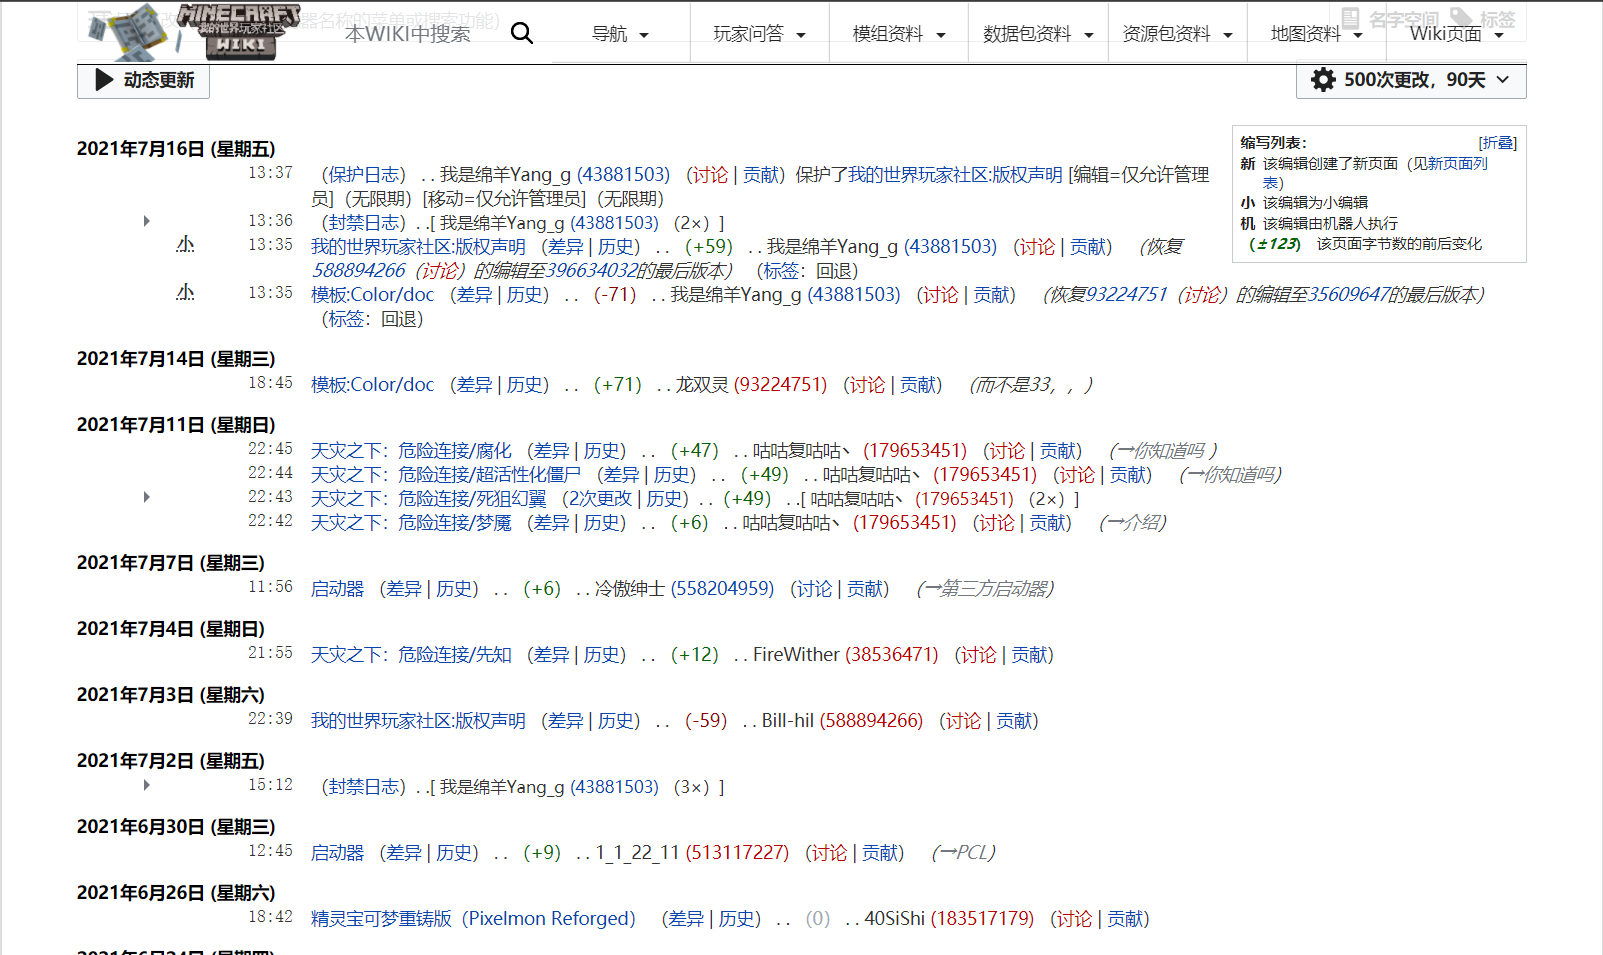 器名称的菜单或搜索功能)
MINECRAFT
我的世界玩家社区
WIKI
本WIKI中搜索
导航
玩家问答
模组资料
数据包资料
资源包资料
地图资料
Wiki页面
名字空间
标签
动态更新
500次更改，90天
缩写列表： [折叠]
新 该编辑创建了新页面（见新页面列
表）
小 该编辑为小编辑
机 该编辑由机器人执行
(±123) 该页面字节数的前后变化
2021年7月16日 (星期五)
13:37 （保护日志）. . 我是绵羊Yang_g (43881503) （讨论 | 贡献）保护了我的世界玩家社区:版权声明 [编辑=仅允许管理
员]（无限期）[移动=仅允许管理员]（无限期）
13:36 （封禁日志）. .[ 我是绵羊Yang_g (43881503) （2×）]
小 13:35 我的世界玩家社区:版权声明 （差异 | 历史） . . （+59） . . 我是绵羊Yang_g (43881503) （讨论 | 贡献） （恢复
588894266（讨论）的编辑至396634032的最后版本） （标签：回退）
小 13:35 模板:Color/doc （差异 | 历史） . . （-71） . . 我是绵羊Yang_g (43881503) （讨论 | 贡献） （恢复93224751（讨论）的编辑至35609647的最后版本）
（标签：回退）
2021年7月14日 (星期三)
18:45 模板:Color/doc （差异 | 历史） . . （+71） . . 龙双灵 (93224751) （讨论 | 贡献） （而不是33，，）
2021年7月11日 (星期日)
22:45 天灾之下：危险连接/腐化 （差异 | 历史） . . （+47） . . 咕咕复咕咕丶 (179653451) （讨论 | 贡献） （→你知道吗 ）
22:44 天灾之下：危险连接/超活性化僵尸 （差异 | 历史） . . （+49） . . 咕咕复咕咕丶 (179653451) （讨论 | 贡献） （→你知道吗）
22:43 天灾之下：危险连接/死狙幻翼 （2次更改 | 历史）. . （+49） . .[ 咕咕复咕咕丶 (179653451) （2×）]
22:42 天灾之下：危险连接/梦魇 （差异 | 历史） . . （+6） . . 咕咕复咕咕丶 (179653451) （讨论 | 贡献） （→介绍）
2021年7月7日 (星期三)
11:56 启动器 （差异 | 历史） . . （+6） . . 冷傲绅士 (558204959) （讨论 | 贡献） （→第三方启动器）
2021年7月4日 (星期日)
21:55 天灾之下：危险连接/先知 （差异 | 历史） . . （+12） . . FireWither (38536471) （讨论 | 贡献）
2021年7月3日 (星期六)
22:39 我的世界玩家社区:版权声明 （差异 | 历史） . . （-59） . . Bill-hil (588894266) （讨论 | 贡献）
2021年7月2日 (星期五)
15:12 （封禁日志）. .[ 我是绵羊Yang_g (43881503) （3×）]
2021年6月30日 (星期三)
12:45 启动器 （差异 | 历史） . . （+9） . . 1_1_22_11 (513117227) （讨论 | 贡献） （→PCL）
2021年6月26日 (星期六)
18:42 精灵宝可梦重铸版（Pixelmon Reforged） （差异 | 历史） . . （0） . . 40SiShi (183517179) （讨论 | 贡献）
2021年6月24日 (星期四)